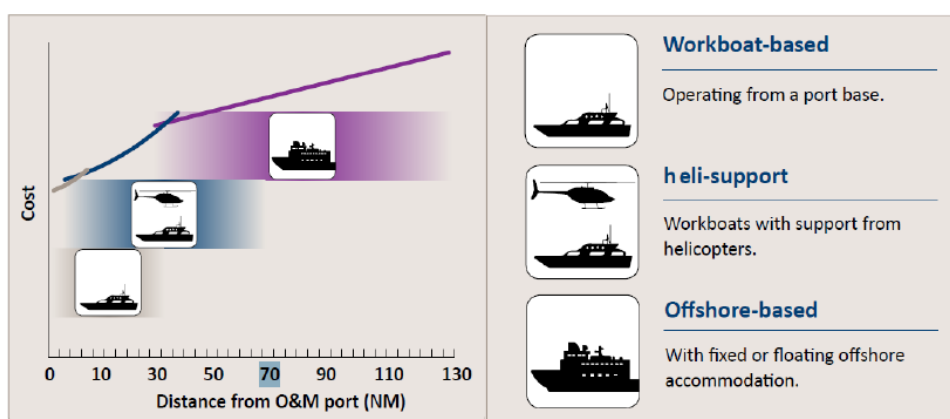 Cost
0 10 30 50 70 90 110 130
Distance from O&M port (NM)
Workboat-based
Operating from a port base.
heli-support
Workboats with support from
helicopters.
Offshore-based
With fixed or floating offshore
accommodation.